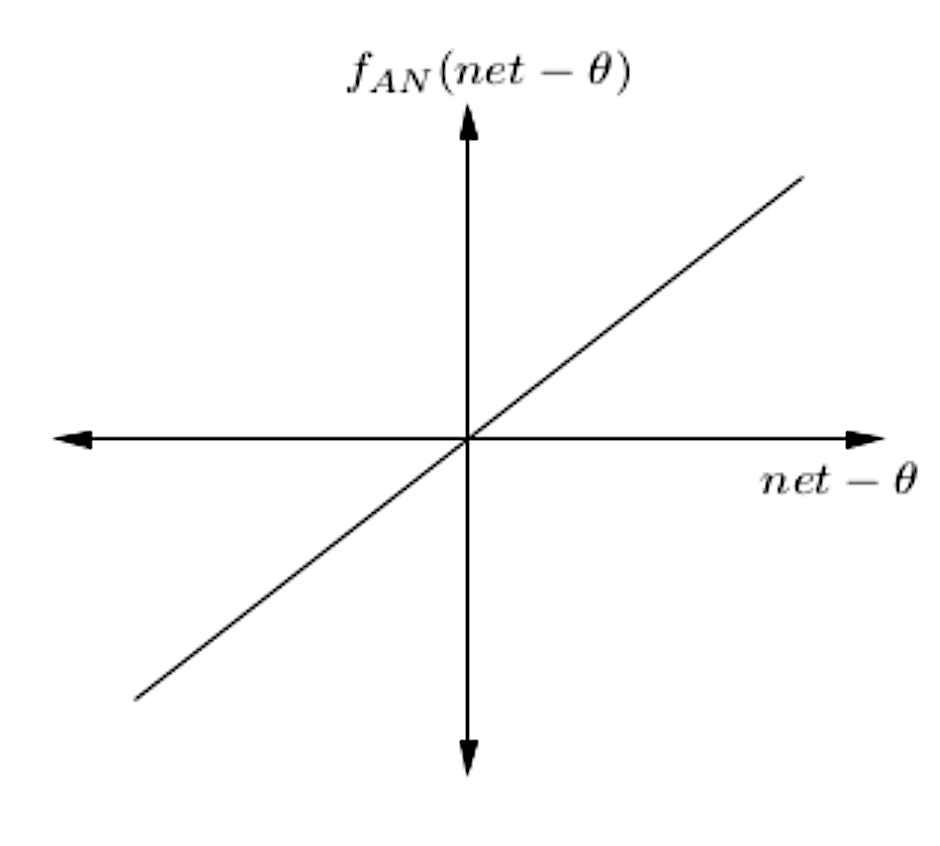 f_{AN}(net − θ)
net − θ